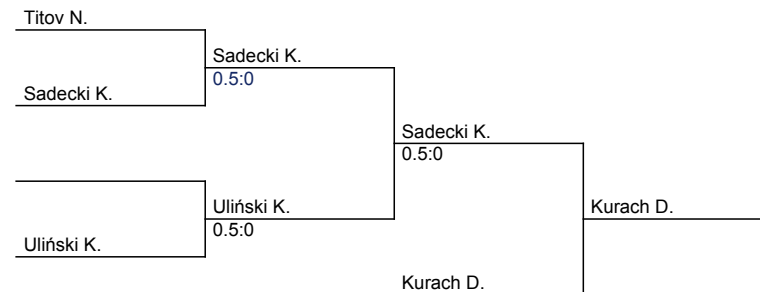 Titov N.
Sadecki K.
0.5:0
Sadecki K.
Sadecki K.
0.5:0
Uliński K.
0.5:0
Kurach D.
Uliński K.
Kurach D.